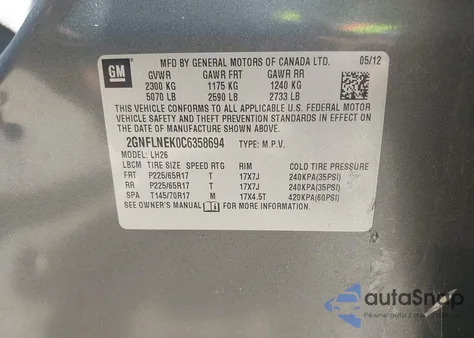 GM
MFD BY GENERAL MOTORS OF CANADA LTD. 05/12
GVWR GAWR FRT GAWR RR
2300 KG 1175 KG 1240 KG
5070 LB 2590 LB 2733 LB
THIS VEHICLE CONFORMS TO ALL APPLICABLE U.S. FEDERAL MOTOR
VEHICLE SAFETY AND THEFT PREVENTION STANDARDS IN EFFECT ON
THE DATE OF MANUFACTURE SHOWN ABOVE.
2GNFLNEK0C6358694 TYPE: M.P.V.
MODEL: LH26
LBCM TIRE SIZE SPEED RTG RIM COLD TIRE PRESSURE
FRT P225/65R17 T 17X7J 240KPA(35PSI)
RR P225/65R17 T 17X7J 240KPA(35PSI)
SPA T145/70R17 M 17X4.5T 420KPA(60PSI)
SEE OWNER'S MANUAL FOR MORE INFORMATION.
autoSnap
Pewne auto z